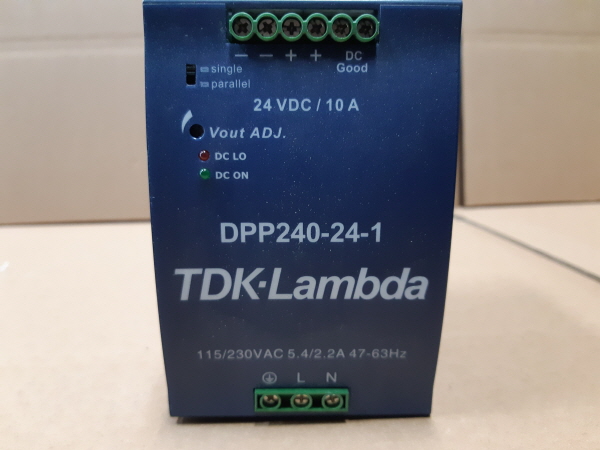 − − + + DC
Good
single
parallel
24 VDC / 10 A
Vout ADJ.
DC LO
DC ON
DPP240-24-1
TDK·Lambda
115/230VAC 5.4/2.2A 47-63Hz
L N